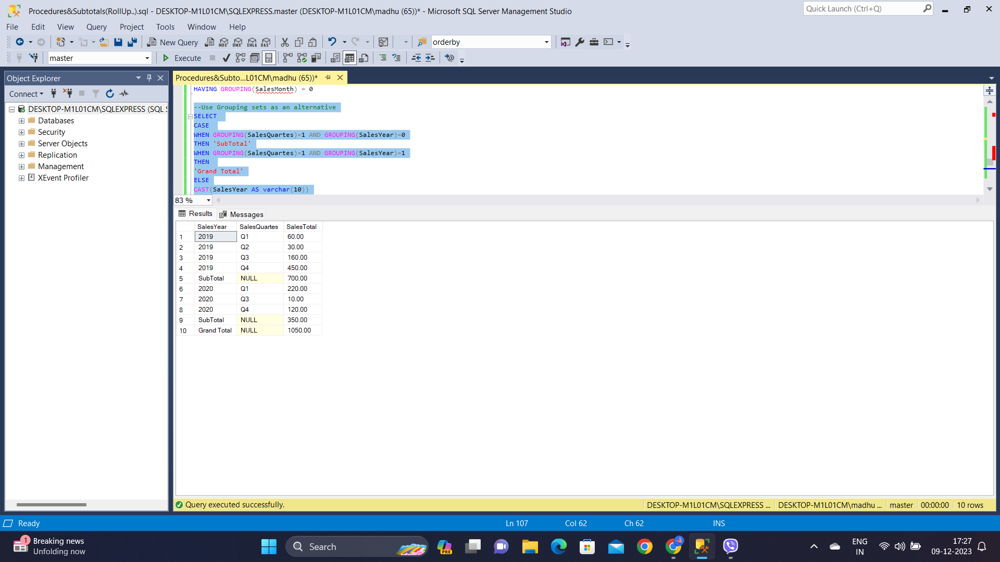 Procedures&Subtotals(RollUp..).sql - DESKTOP-M1L01CM\SQLEXPRESS.master (DESKTOP-M1L01CM\madhu (65))* - Microsoft SQL Server Management Studio
Quick Launch (Ctrl+Q)
File Edit View Query Project Tools Window Help
New Query MDX DMX XMLA DAX orderby
master Execute
Object Explorer
Procedures&Subto...L01CM\madhu (65))*
Connect
DESKTOP-M1L01CM\SQLEXPRESS (SQL S
Databases
Security
Server Objects
Replication
Management
XEvent Profiler
HAVING GROUPING(SalesMonth) = 0
--Use Grouping sets as an alternative
SELECT
CASE
WHEN GROUPING(SalesQuartes)=1 AND GROUPING(SalesYear)=0
THEN 'SubTotal'
WHEN GROUPING(SalesQuartes)=1 AND GROUPING(SalesYear)=1
THEN
'Grand Total'
ELSE
CAST(SalesYear AS varchar(10))
83 %
Results Messages
SalesYear SalesQuartes SalesTotal
1 2019 Q1 60.00
2 2019 Q2 30.00
3 2019 Q3 160.00
4 2019 Q4 450.00
5 SubTotal NULL 700.00
6 2020 Q1 220.00
7 2020 Q3 10.00
8 2020 Q4 120.00
9 SubTotal NULL 350.00
10 Grand Total NULL 1050.00
Query executed successfully. DESKTOP-M1L01CM\SQLEXPRESS ... DESKTOP-M1L01CM\madhu ... master 00:00:00 10 rows
Ready Ln 107 Col 62 Ch 62 INS
1 Breaking news
Unfolding now
Search
PRE
ENG
IN
17:27
09-12-2023